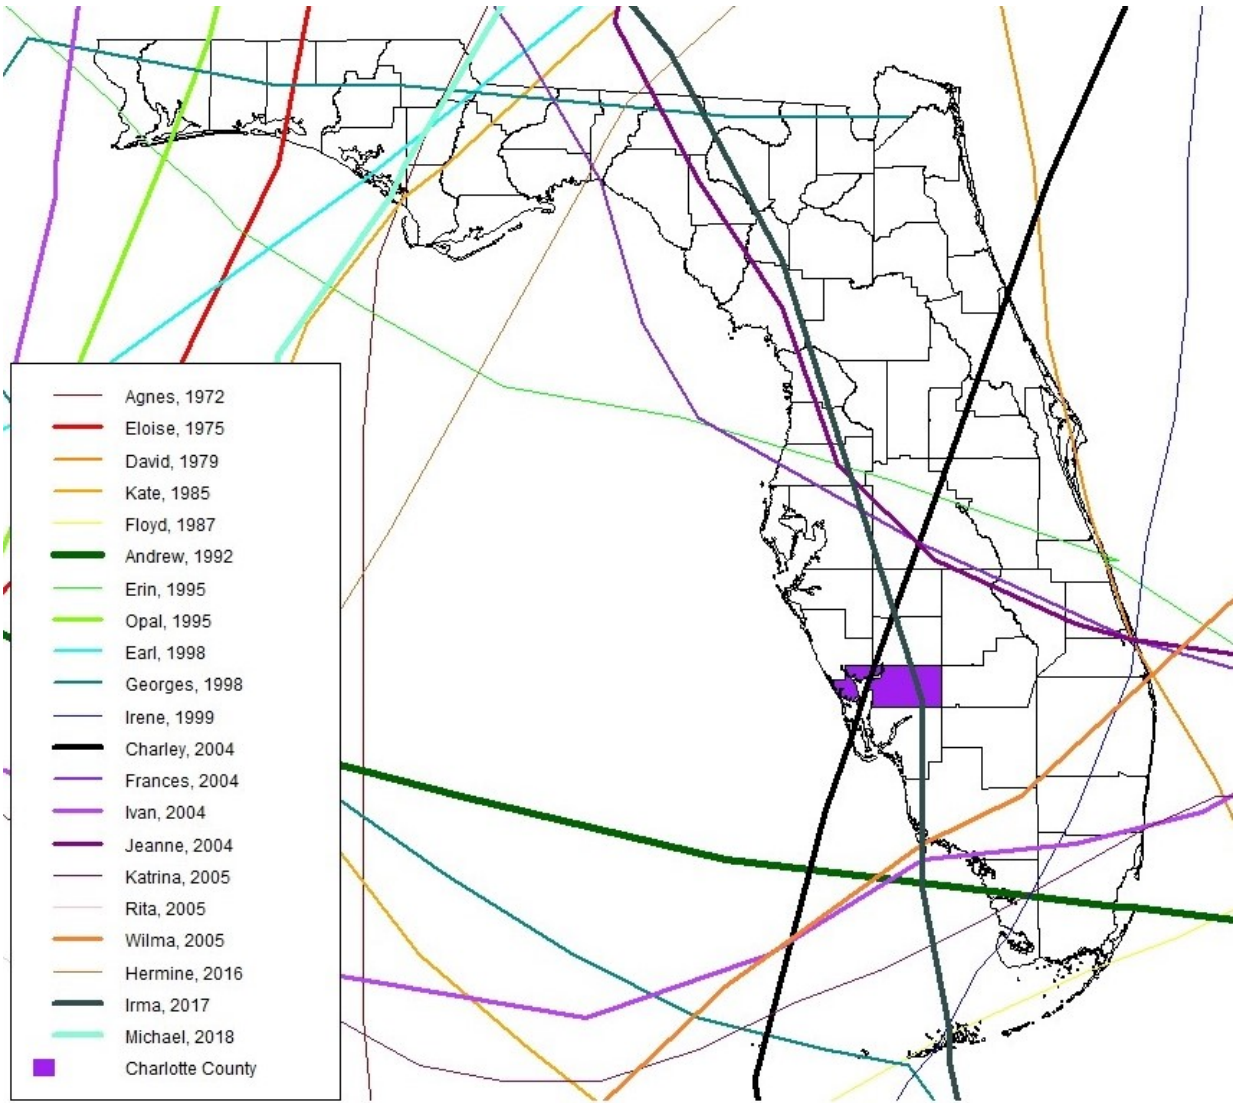 Agnes, 1972
Eloise, 1975
David, 1979
Kate, 1985
Floyd, 1987
Andrew, 1992
Erin, 1995
Opal, 1995
Earl, 1998
Georges, 1998
Irene, 1999
Charley, 2004
Frances, 2004
Ivan, 2004
Jeanne, 2004
Katrina, 2005
Rita, 2005
Wilma, 2005
Hermine, 2016
Irma, 2017
Michael, 2018
Charlotte County